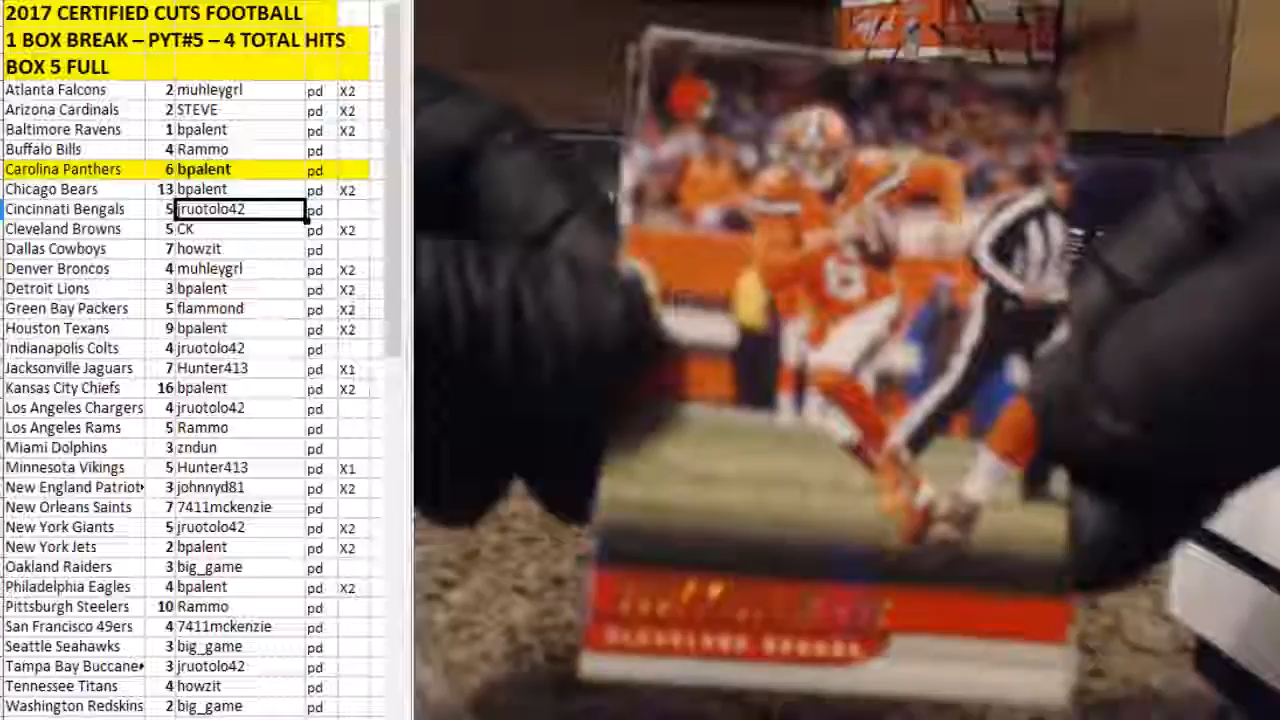 2017 CERTIFIED CUTS FOOTBALL
1 BOX BREAK – PYT#5 – 4 TOTAL HITS
BOX 5 FULL
Atlanta Falcons 2 muhleygrl pd X2
Arizona Cardinals 2 STEVE pd X2
Baltimore Ravens 1 bpalent pd X2
Buffalo Bills 4 Rammo pd
Carolina Panthers 6 bpalent pd
Chicago Bears 13 bpalent pd X2
Cincinnati Bengals 5 jruotolo42 pd
Cleveland Browns 5 CK pd X2
Dallas Cowboys 7 howzit pd
Denver Broncos 4 muhleygrl pd X2
Detroit Lions 3 bpalent pd X2
Green Bay Packers 5 flammond pd X2
Houston Texans 9 bpalent pd X2
Indianapolis Colts 4 jruotolo42 pd
Jacksonville Jaguars 7 Hunter413 pd X1
Kansas City Chiefs 16 bpalent pd X2
Los Angeles Chargers 4 jruotolo42 pd
Los Angeles Rams 5 Rammo pd
Miami Dolphins 3 zndun pd
Minnesota Vikings 5 Hunter413 pd X1
New England Patriot 3 johnnyd81 pd X2
New Orleans Saints 7 7411mckenzie pd
New York Giants 5 jruotolo42 pd X2
New York Jets 2 bpalent pd X2
Oakland Raiders 3 big_game pd
Philadelphia Eagles 4 bpalent pd X2
Pittsburgh Steelers 10 Rammo pd
San Francisco 49ers 4 7411mckenzie pd
Seattle Seahawks 3 big_game pd
Tampa Bay Buccane 3 jruotolo42 pd
Tennessee Titans 4 howzit pd
Washington Redskins 2 big_game pd
CLEVELAND BROWNS